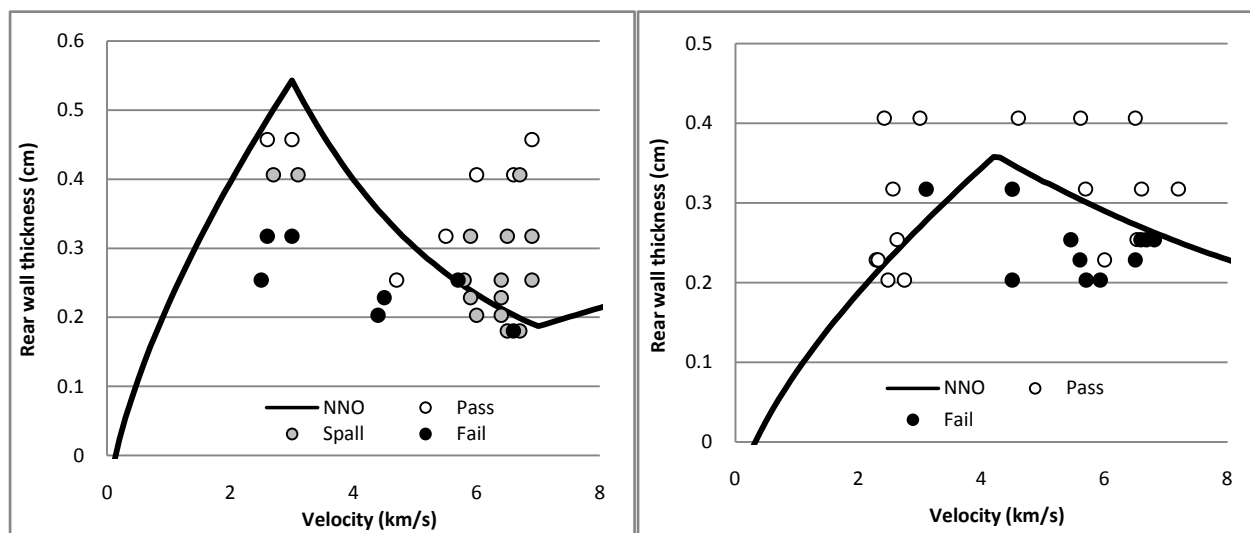 0.6
0.5
0.4
0.3
0.2
0.1
0
Rear wall thickness (cm)
NNO Pass
Spall Fail
0 2 4 6 8
Velocity (km/s)
0.5
0.4
0.3
0.2
0.1
0
Rear wall thickness (cm)
NNO Pass
Fail
0 2 4 6 8
Velocity (km/s)